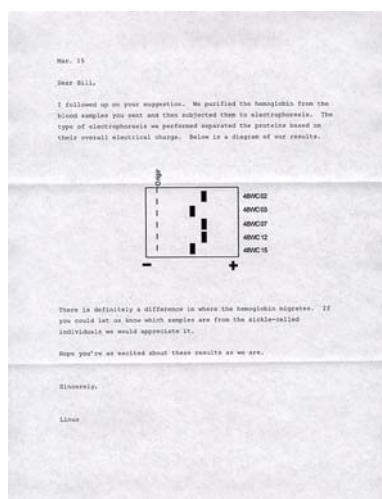 Mar. 15
Dear Bill,
I followed up on your suggestion. We purified the hemoglobin from the
blood samples you sent and then subjected them to electrophoresis. The
type of electrophoresis we performed separated the proteins based on
their overall electrical charge. Below is a diagram of our results.
Origin
48WC02
48WC03
48WC07
48WC12
48WC15
- +
There is definitely a difference in where the hemoglobin migrates. If
you could let us know which samples are from the sickle-celled
individuals we would appreciate it.
Hope you're as excited about these results as we are.
Sincerely,
Linus